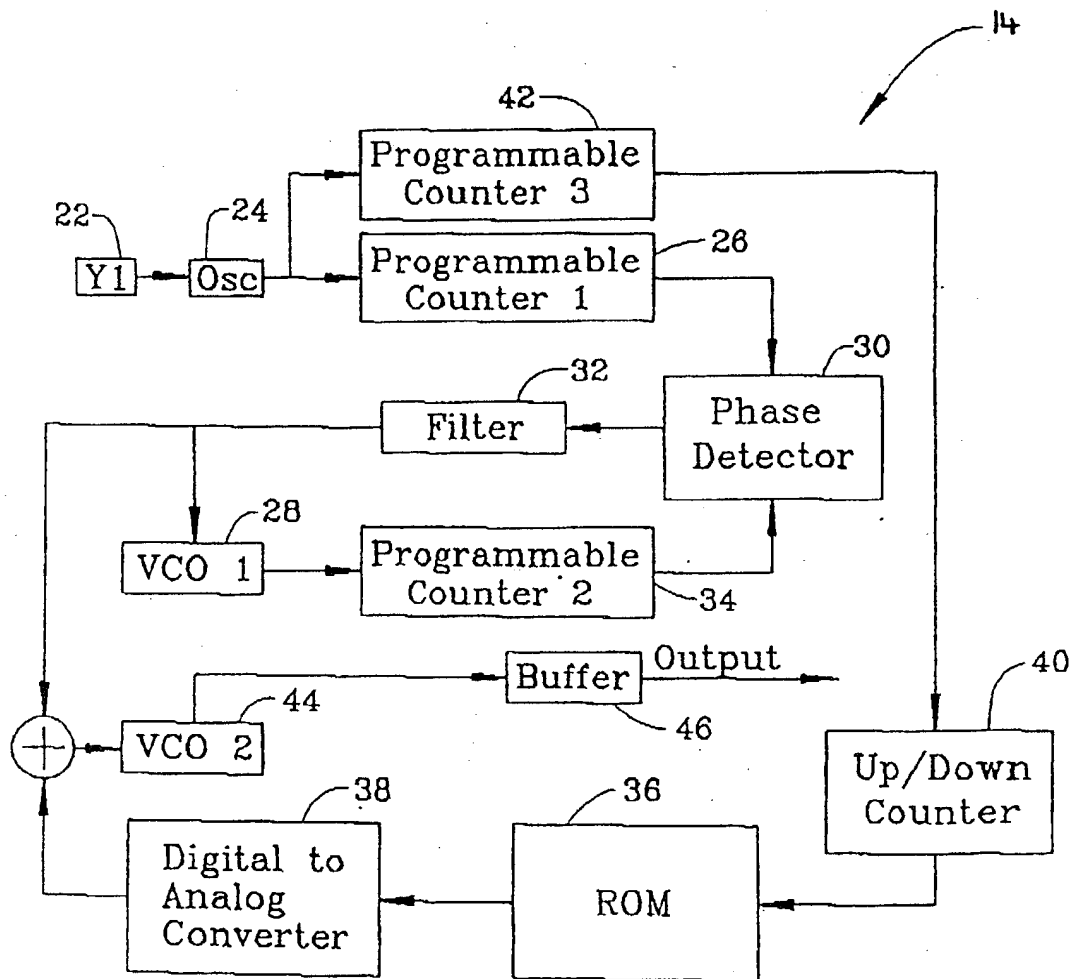 14
42
Programmable
Counter 3
22
24
26
Y1
Osc
Programmable
Counter 1
30
32
Filter
Phase
Detector
28
VCO 1
Programmable
Counter 2
34
Buffer
Output
40
44
46
VCO 2
Up/Down
Counter
38
36
Digital to
Analog
Converter
ROM